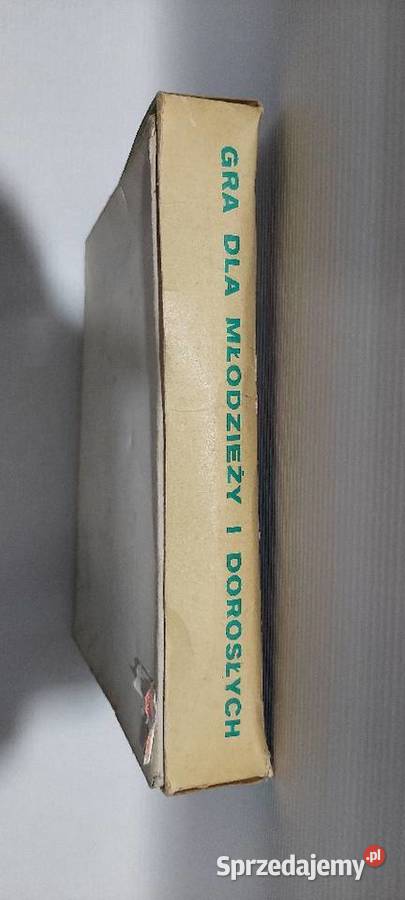 GRA DLA MŁODZIEŻY I DOROSŁYCH
Sprzedajemy.pl